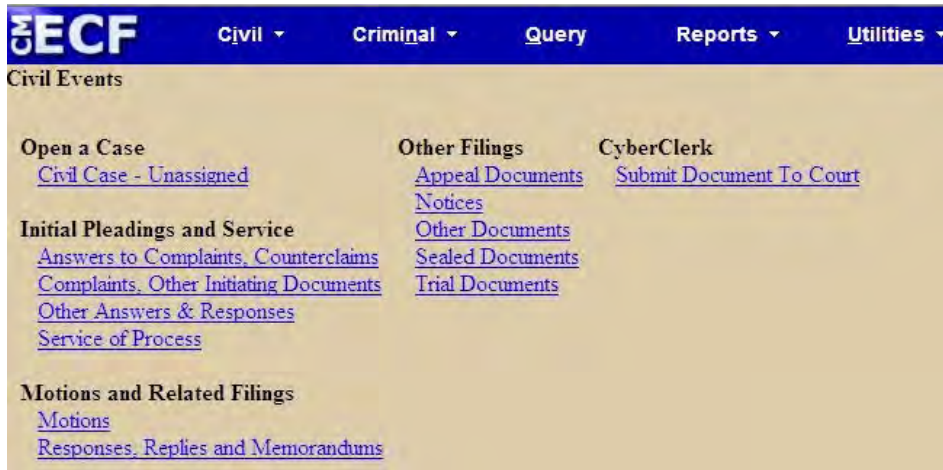 CM ECF Civil Criminal Query Reports Utilities
Civil Events
Open a Case
Civil Case - Unassigned
Initial Pleadings and Service
Answers to Complaints, Counterclaims
Complaints, Other Initiating Documents
Other Answers & Responses
Service of Process
Motions and Related Filings
Motions
Responses, Replies and Memorandums
Other Filings
Appeal Documents
Notices
Other Documents
Sealed Documents
Trial Documents
CyberClerk
Submit Document To Court